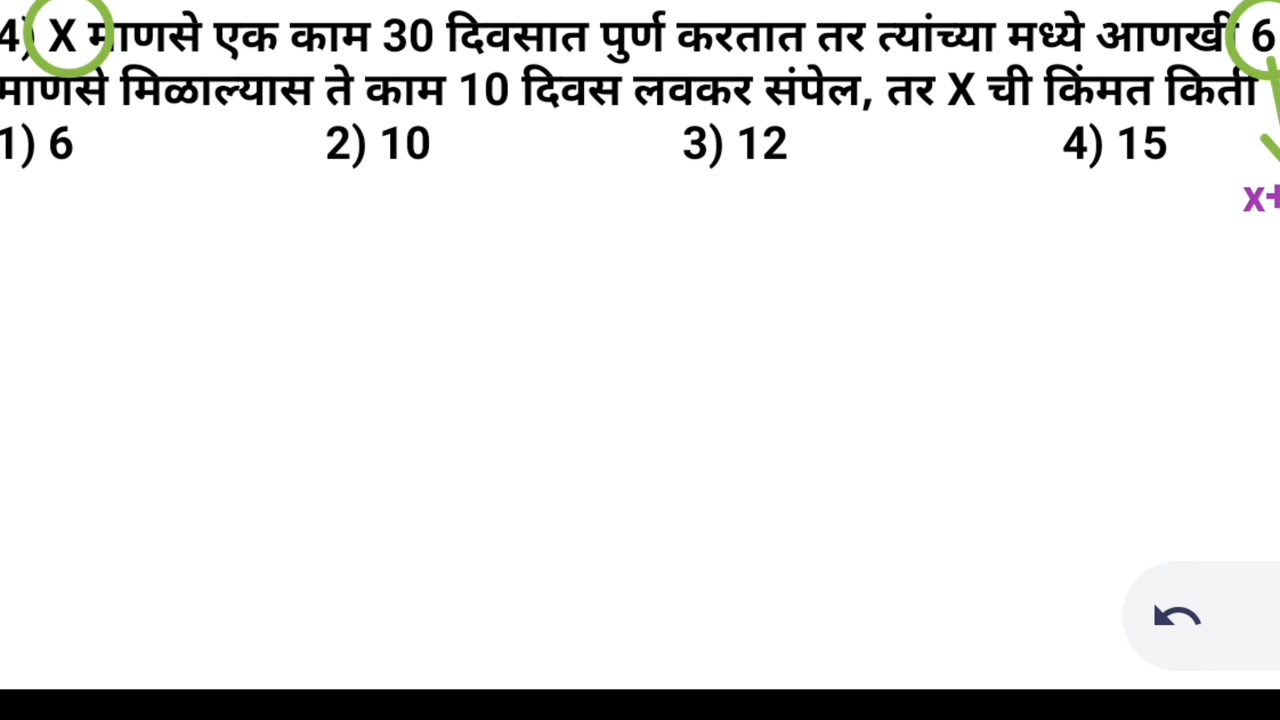 4) X माणसे एक काम 30 दिवसात पुर्ण करतात तर त्यांच्या मध्ये आणखी 6
माणसे मिळाल्यास ते काम 10 दिवस लवकर संपेल, तर X ची किंमत किती
1) 6 2) 10 3) 12 4) 15
x+